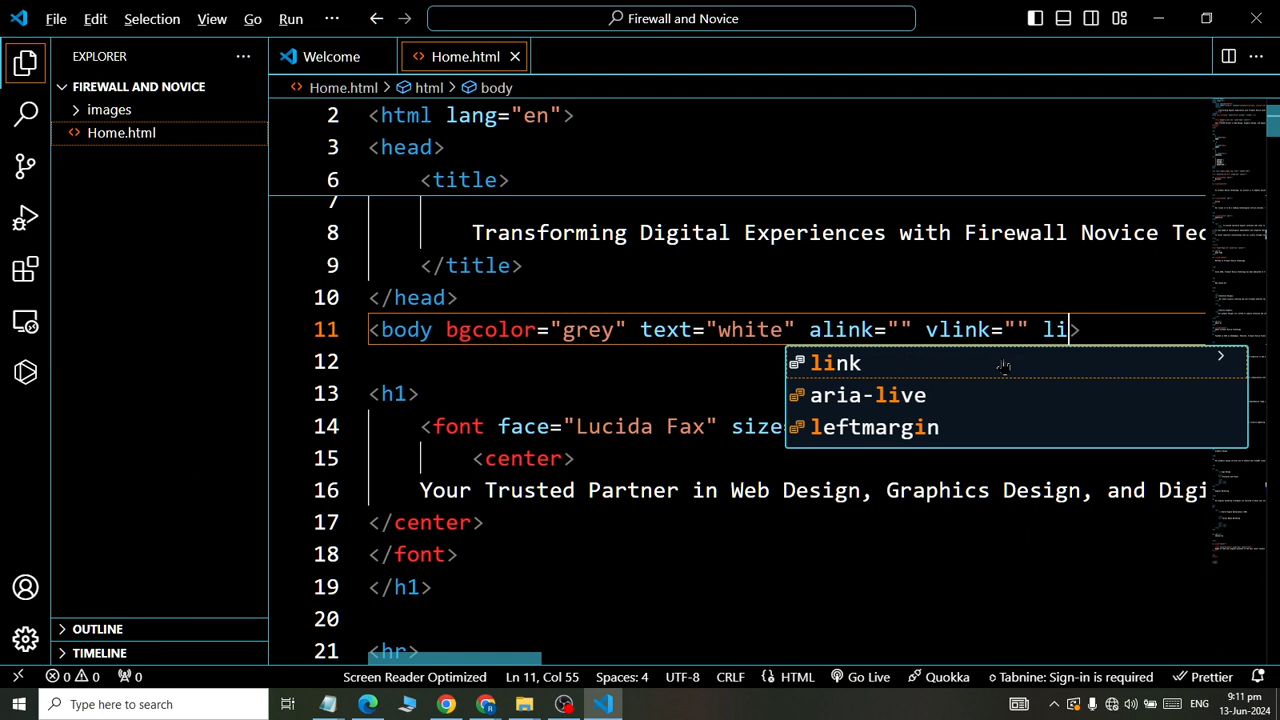 File Edit Selection View Go Run ··· Firewall and Novice
EXPLORER ···
Welcome
Home.html
FIREWALL AND NOVICE
images
Home.html
Home.html > html > body
2 <html lang="en">
3 <head>
6 <title>
7
8 Transforming Digital Experiences with Firewall Novice Tec
9 </title>
10 </head>
11 <body bgcolor="grey" text="white" alink="" vlink="" li>
12
link
aria-live
leftmargin
13 <h1>
14 <font face="Lucida Fax" size
15 <center>
16 Your Trusted Partner in Web Design, Graphics Design, and Digi
17 </center>
18 </font>
19 </h1>
20
21 <hr>
OUTLINE
TIMELINE
0 0 0 Screen Reader Optimized Ln 11, Col 55 Spaces: 4 UTF-8 CRLF {} HTML Go Live Quokka Tabnine: Sign-in is required Prettier
Type here to search
ENG
9:11 pm
13-Jun-2024